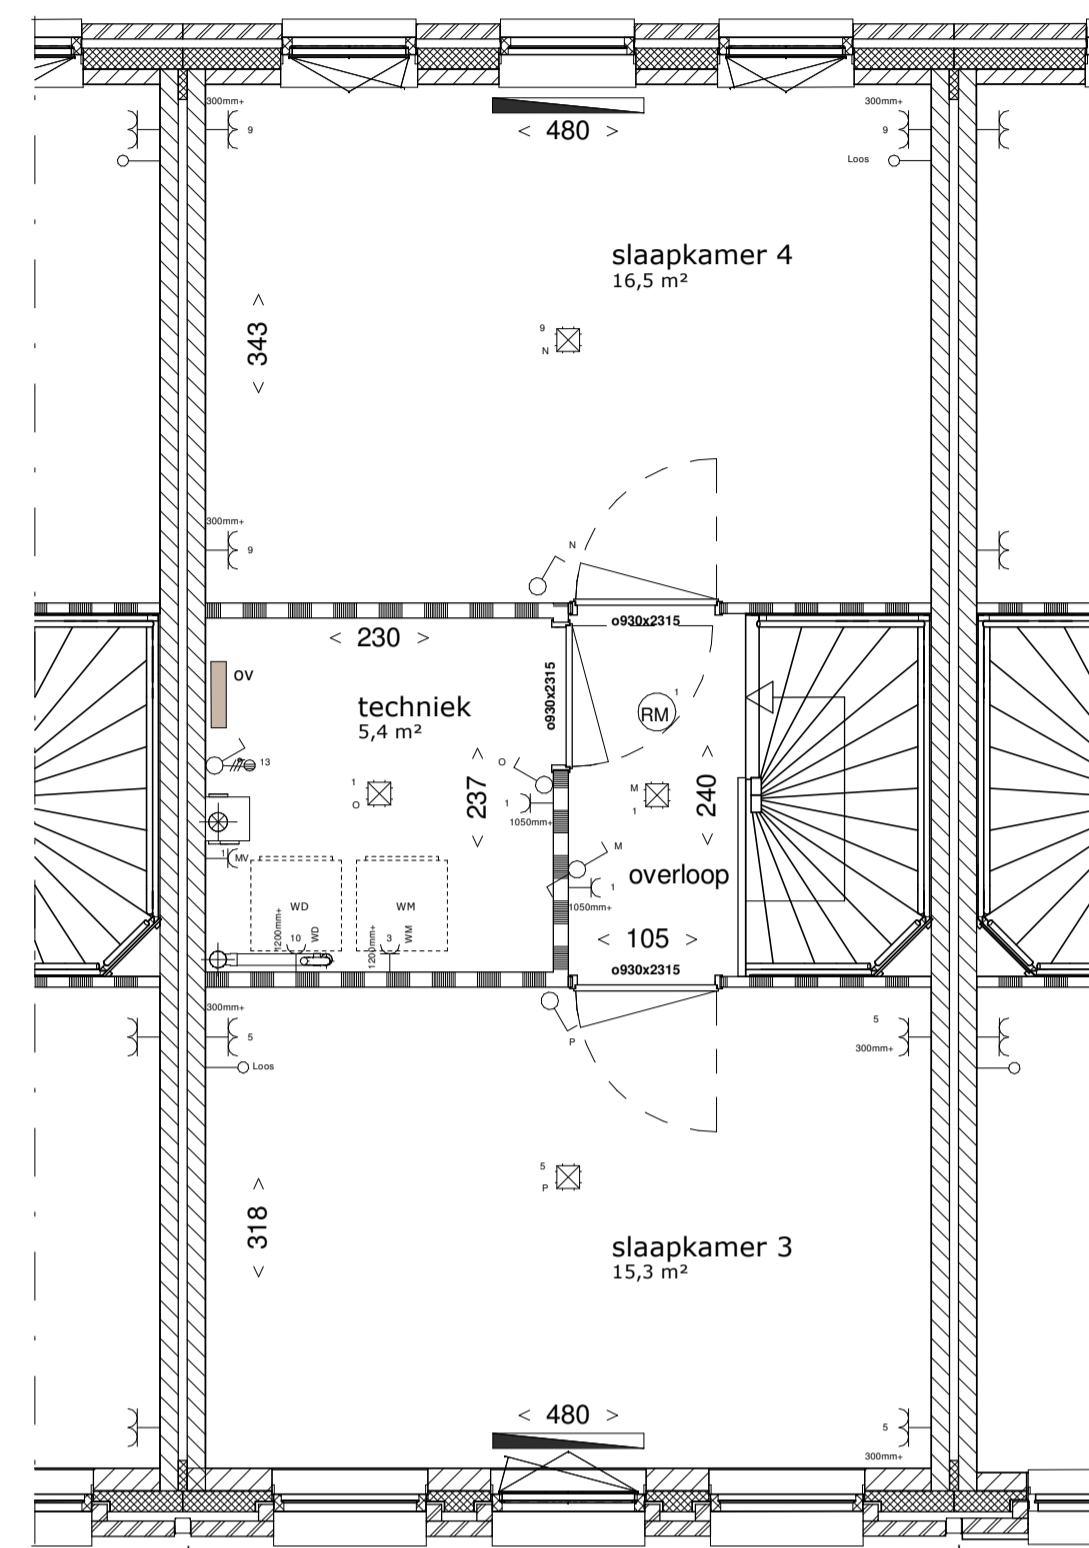 300mm+
9
< 480 >
300mm+
9
Loos
slaapkamer 4
16,5 m²
< 343 >
9
N
300mm+
9
N
o930x2315
< 230 >
ov
techniek
5,4 m²
o930x2315
RM
1
13
1
O
< 237 >
O
1
1050mm+
M
1
< 240 >
1
MV
M
overloop
1
1050mm+
WD
WM
1200mm+
10
WD
1200mm+
3
WM
< 105 >
o930x2315
300mm+
5
Loos
P
5
300mm+
5
P
< 318 >
slaapkamer 3
15,3 m²
< 480 >
5
300mm+